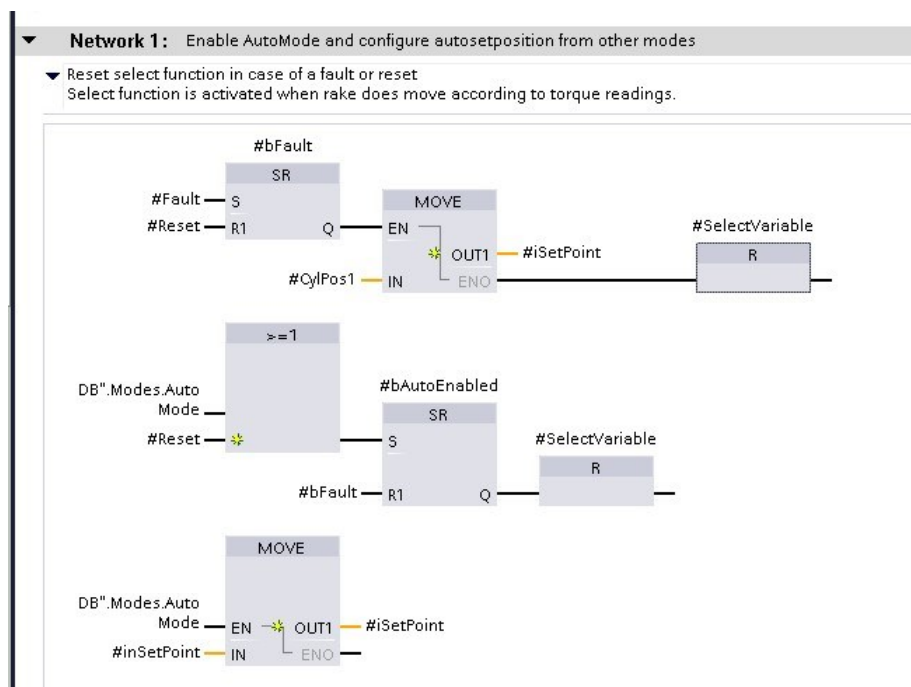 Network 1: Enable AutoMode and configure autosetposition from other modes
Reset select function in case of a fault or reset
Select function is activated when rake does move according to torque readings.
#bFault
SR
#Fault S
#Reset R1 Q
MOVE
EN
OUT1 #iSetPoint
#CylPos1 IN ENO
#SelectVariable
R
>=1
DB".Modes.Auto
Mode
#Reset
#bAutoEnabled
SR
S
#bFault R1 Q
#SelectVariable
R
MOVE
DB".Modes.Auto
Mode EN OUT1 #iSetPoint
#inSetPoint IN ENO